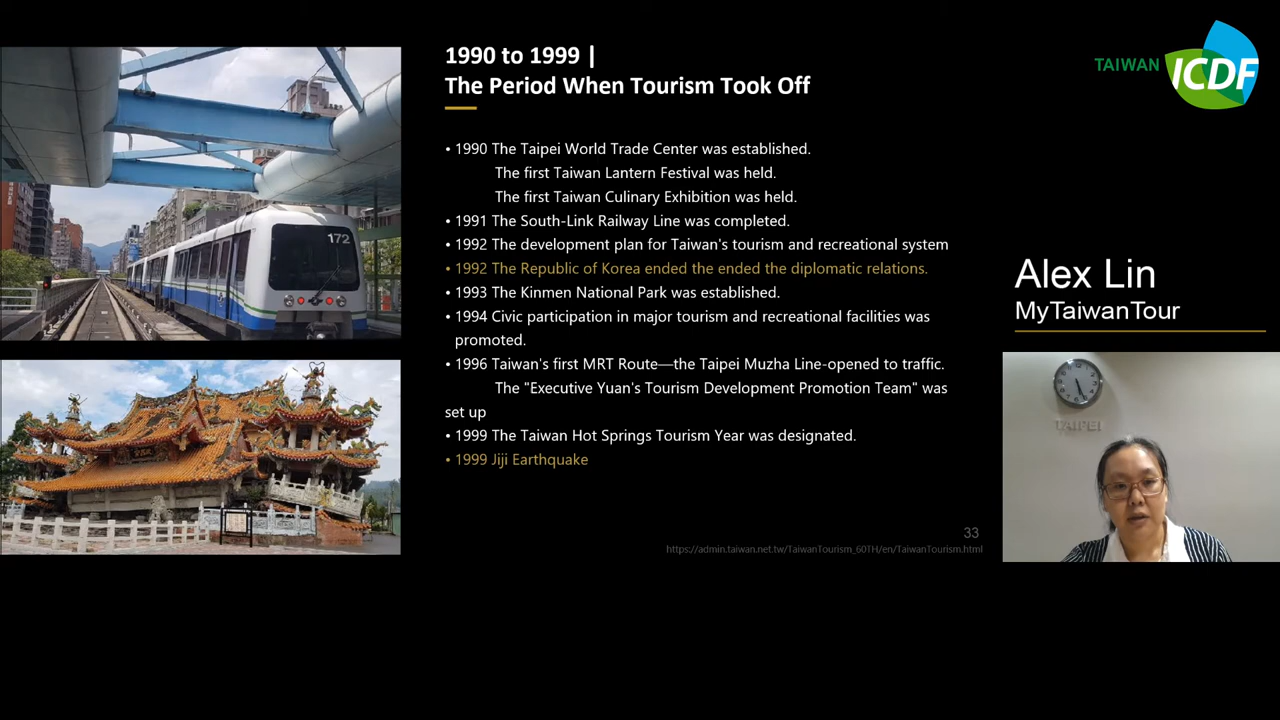 1990 to 1999 |
The Period When Tourism Took Off
• 1990 The Taipei World Trade Center was established.
The first Taiwan Lantern Festival was held.
The first Taiwan Culinary Exhibition was held.
• 1991 The South-Link Railway Line was completed.
• 1992 The development plan for Taiwan's tourism and recreational system
• 1992 The Republic of Korea ended the ended the diplomatic relations.
• 1993 The Kinmen National Park was established.
• 1994 Civic participation in major tourism and recreational facilities was
promoted.
• 1996 Taiwan's first MRT Route—the Taipei Muzha Line-opened to traffic.
The "Executive Yuan's Tourism Development Promotion Team" was
set up
• 1999 The Taiwan Hot Springs Tourism Year was designated.
• 1999 Jiji Earthquake
33
https://admin.taiwan.net.tw/TaiwanTourism_60TH/en/TaiwanTourism.html
172
TAIWAN ICDF
Alex Lin
MyTaiwanTour
TAIPEI